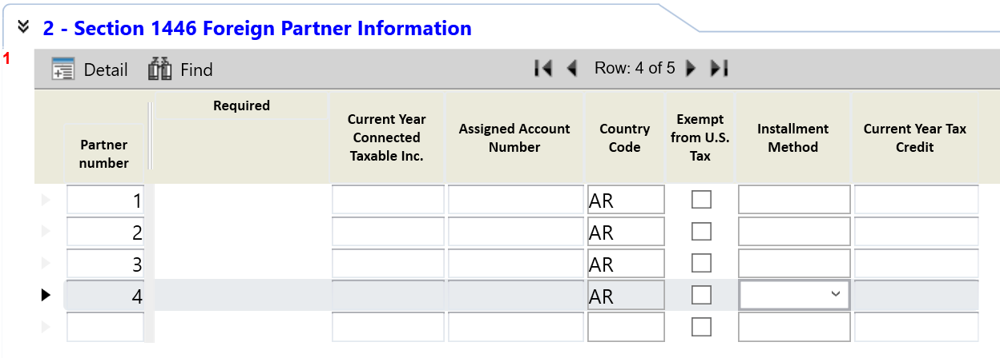 2 - Section 1446 Foreign Partner Information
1
Detail Find Row: 4 of 5
Required
Partner
number
Current Year
Connected
Taxable Inc.
Assigned Account
Number
Country
Code
Exempt
from U.S.
Tax
Installment
Method
Current Year Tax
Credit
1 AR
2 AR
3 AR
4 AR